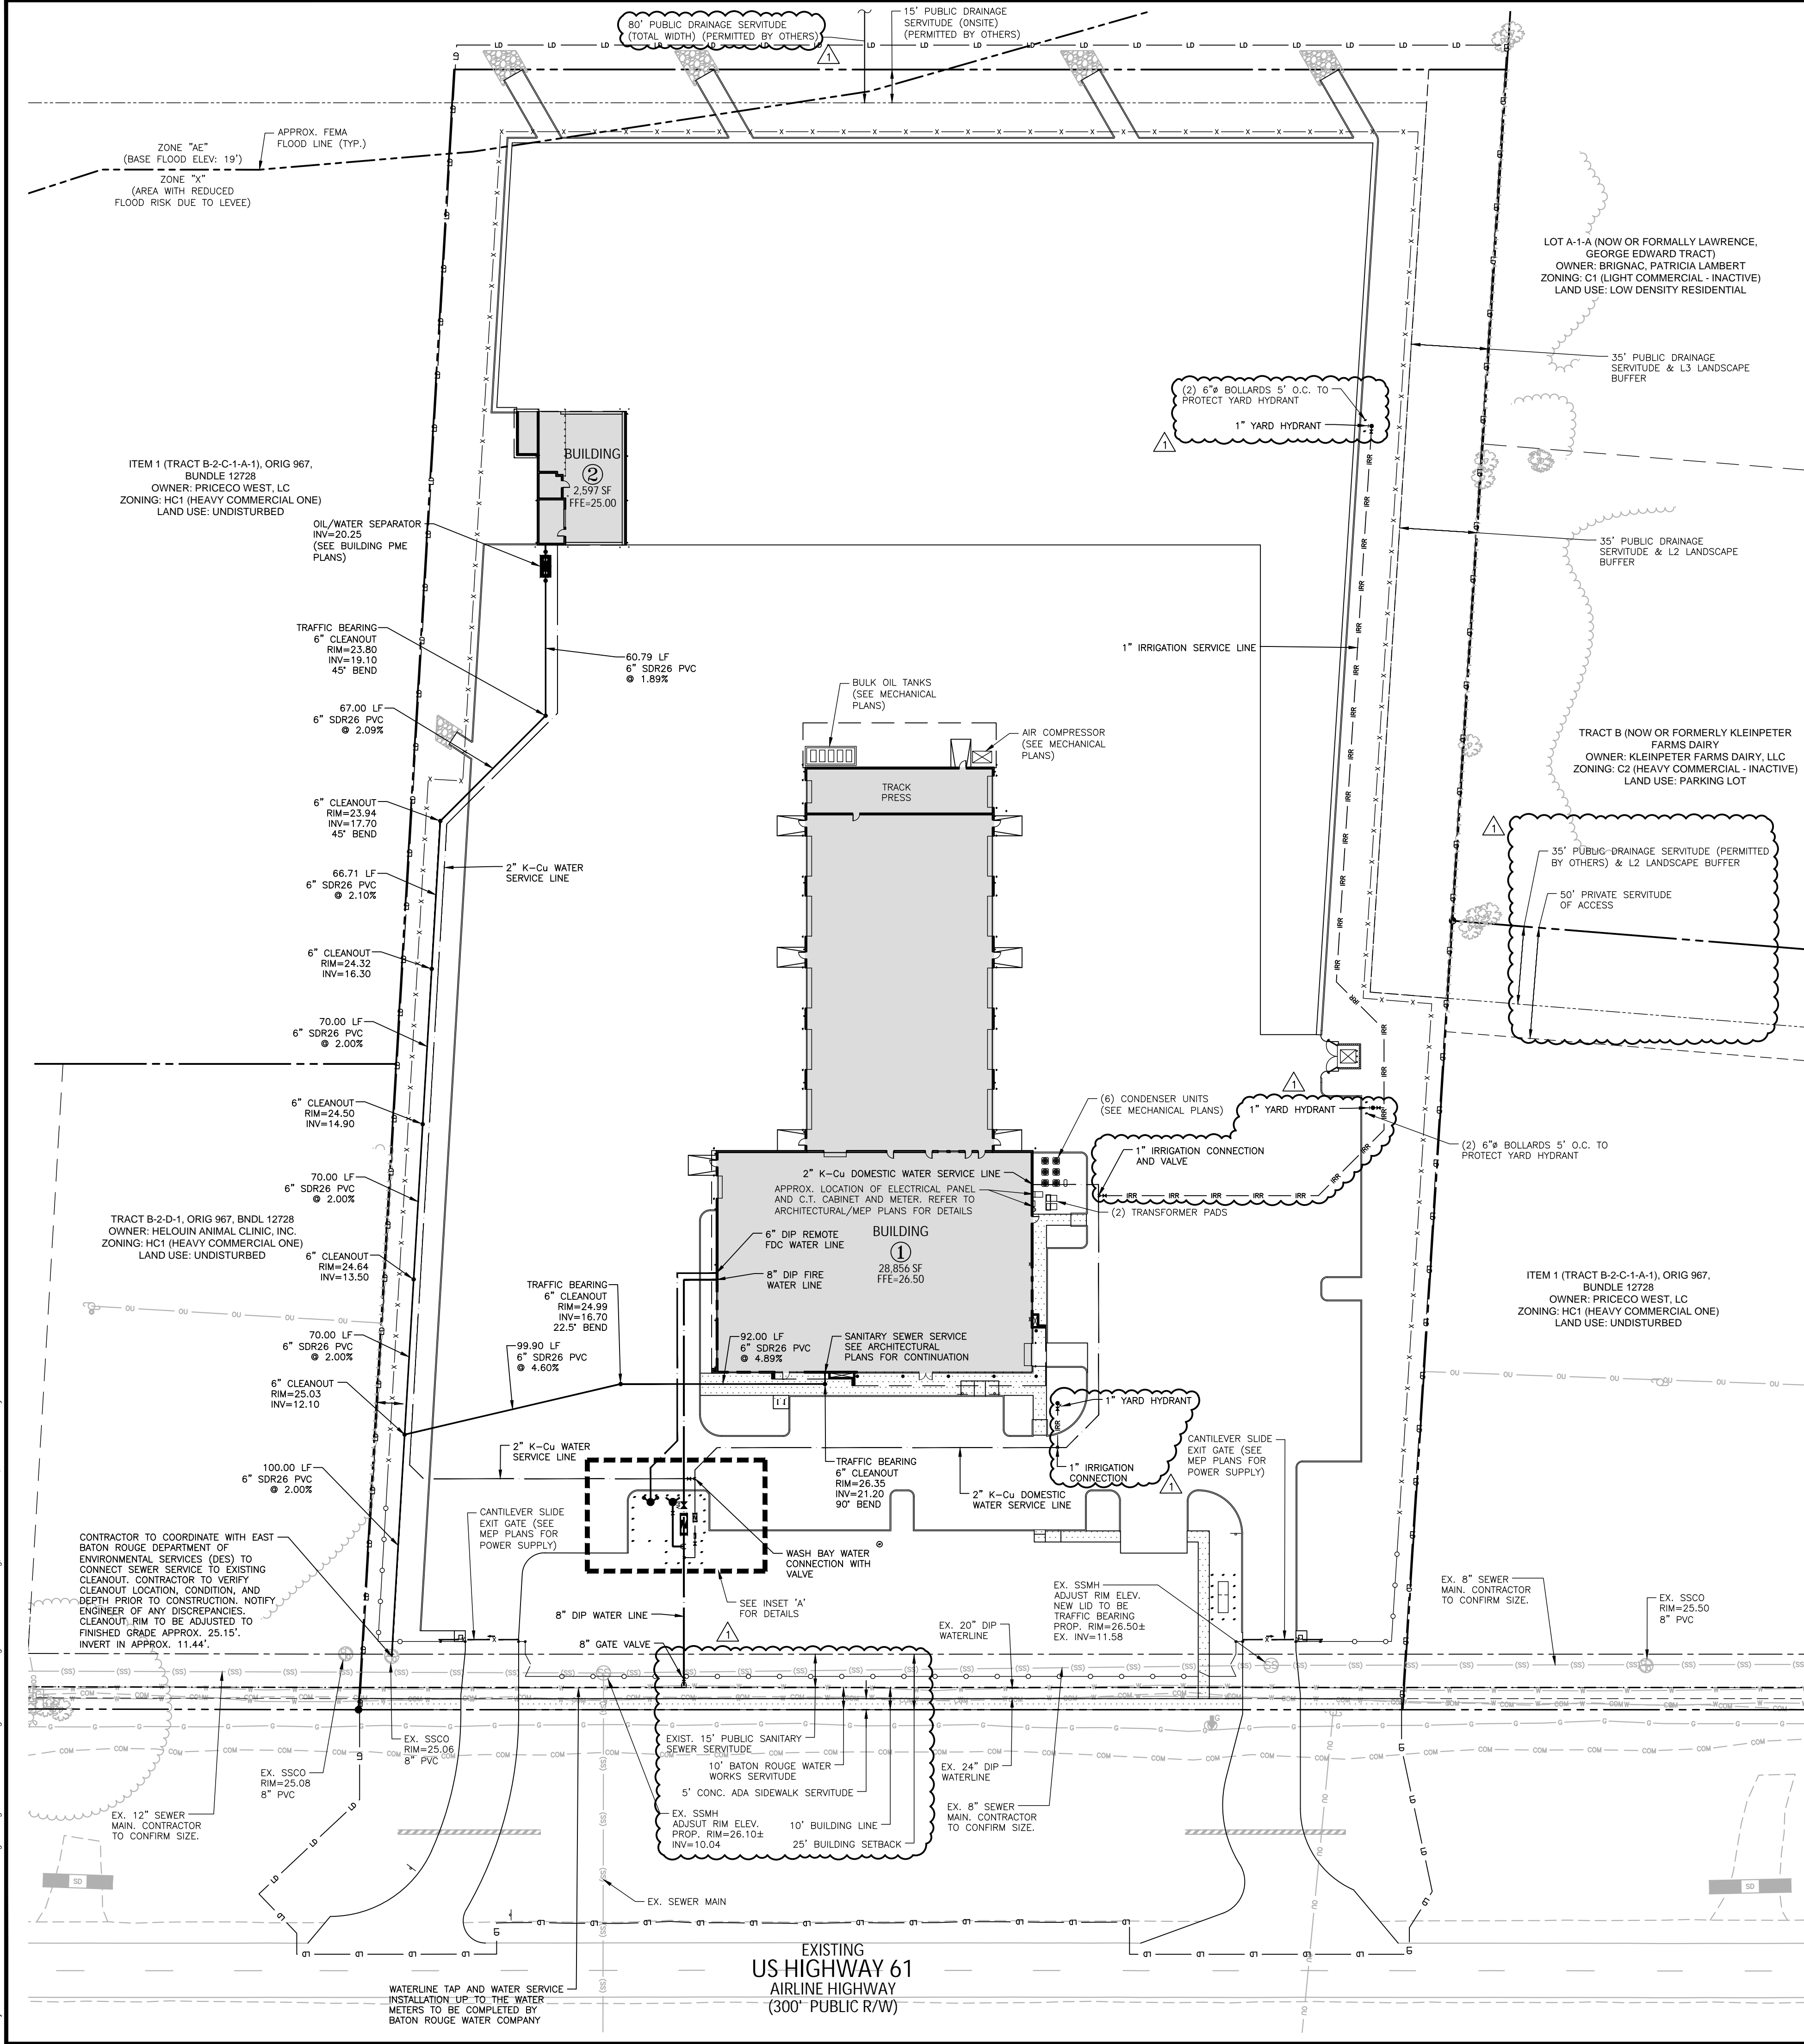 80' PUBLIC DRAINAGE SERVITUDE
(TOTAL WIDTH) (PERMITTED BY OTHERS)
1
15' PUBLIC DRAINAGE
SERVITUDE (ONSITE)
(PERMITTED BY OTHERS)
ZONE "AE"
(BASE FLOOD ELEV: 19')
APPROX. FEMA
FLOOD LINE (TYP.)
ZONE "X"
(AREA WITH REDUCED
FLOOD RISK DUE TO LEVEE)
LOT A-1-A (NOW OR FORMALLY LAWRENCE,
GEORGE EDWARD TRACT)
OWNER: BRIGNAC, PATRICIA LAMBERT
ZONING: C1 (LIGHT COMMERCIAL - INACTIVE)
LAND USE: LOW DENSITY RESIDENTIAL
35' PUBLIC DRAINAGE
SERVITUDE & L3 LANDSCAPE
BUFFER
(2) 6"ø BOLLARDS 5' O.C. TO
PROTECT YARD HYDRANT
1" YARD HYDRANT
1
BUILDING
2
2,597 SF
FFE=25.00
ITEM 1 (TRACT B-2-C-1-A-1), ORIG 967,
BUNDLE 12728
OWNER: PRICECO WEST, LC
ZONING: HC1 (HEAVY COMMERCIAL ONE)
LAND USE: UNDISTURBED
OIL/WATER SEPARATOR
INV=20.25
(SEE BUILDING PME
PLANS)
35' PUBLIC DRAINAGE
SERVITUDE & L2 LANDSCAPE
BUFFER
TRAFFIC BEARING
6" CLEANOUT
RIM=23.80
INV=19.10
45° BEND
60.79 LF
6" SDR26 PVC
@ 1.89%
1" IRRIGATION SERVICE LINE
67.00 LF
6" SDR26 PVC
@ 2.09%
BULK OIL TANKS
(SEE MECHANICAL
PLANS)
AIR COMPRESSOR
(SEE MECHANICAL
PLANS)
TRACK
PRESS
TRACT B (NOW OR FORMERLY KLEINPETER
FARMS DAIRY
OWNER: KLEINPETER FARMS DAIRY, LLC
ZONING: C2 (HEAVY COMMERCIAL - INACTIVE)
LAND USE: PARKING LOT
6" CLEANOUT
RIM=23.94
INV=17.70
45° BEND
1
35' PUBLIC DRAINAGE SERVITUDE (PERMITTED
BY OTHERS) & L2 LANDSCAPE BUFFER
50' PRIVATE SERVITUDE
OF ACCESS
66.71 LF
6" SDR26 PVC
@ 2.10%
2" K-Cu WATER
SERVICE LINE
6" CLEANOUT
RIM=24.32
INV=16.30
70.00 LF
6" SDR26 PVC
@ 2.00%
6" CLEANOUT
RIM=24.50
INV=14.90
(6) CONDENSER UNITS
(SEE MECHANICAL PLANS)
1
1" YARD HYDRANT
1" IRRIGATION CONNECTION
AND VALVE
(2) 6"ø BOLLARDS 5' O.C. TO
PROTECT YARD HYDRANT
70.00 LF
6" SDR26 PVC
@ 2.00%
2" K-Cu DOMESTIC WATER SERVICE LINE
APPROX. LOCATION OF ELECTRICAL PANEL
AND C.T. CABINET AND METER. REFER TO
ARCHITECTURAL/MEP PLANS FOR DETAILS
(2) TRANSFORMER PADS
TRACT B-2-D-1, ORIG 967, BNDL 12728
OWNER: HELOUIN ANIMAL CLINIC, INC.
ZONING: HC1 (HEAVY COMMERCIAL ONE)
LAND USE: UNDISTURBED
6" CLEANOUT
RIM=24.64
INV=13.50
6" DIP REMOTE
FDC WATER LINE
BUILDING
1
28,856 SF
FFE=26.50
8" DIP FIRE
WATER LINE
ITEM 1 (TRACT B-2-C-1-A-1), ORIG 967,
BUNDLE 12728
OWNER: PRICECO WEST, LC
ZONING: HC1 (HEAVY COMMERCIAL ONE)
LAND USE: UNDISTURBED
TRAFFIC BEARING
6" CLEANOUT
RIM=24.99
INV=16.70
22.5° BEND
70.00 LF
6" SDR26 PVC
@ 2.00%
99.90 LF
6" SDR26 PVC
@ 4.60%
92.00 LF
6" SDR26 PVC
@ 4.89%
SANITARY SEWER SERVICE
SEE ARCHITECTURAL
PLANS FOR CONTINUATION
6" CLEANOUT
RIM=25.03
INV=12.10
1" YARD HYDRANT
1" IRRIGATION
CONNECTION
1
2" K-Cu WATER
SERVICE LINE
TRAFFIC BEARING
6" CLEANOUT
RIM=26.35
INV=21.20
90° BEND
2" K-Cu DOMESTIC
WATER SERVICE LINE
CANTILEVER SLIDE
EXIT GATE (SEE
MEP PLANS FOR
POWER SUPPLY)
100.00 LF
6" SDR26 PVC
@ 2.00%
CANTILEVER SLIDE
EXIT GATE (SEE
MEP PLANS FOR
POWER SUPPLY)
WASH BAY WATER
CONNECTION WITH
VALVE
CONTRACTOR TO COORDINATE WITH EAST
BATON ROUGE DEPARTMENT OF
ENVIRONMENTAL SERVICES (DES) TO
CONNECT SEWER SERVICE TO EXISTING
CLEANOUT. CONTRACTOR TO VERIFY
CLEANOUT LOCATION, CONDITION, AND
DEPTH PRIOR TO CONSTRUCTION. NOTIFY
ENGINEER OF ANY DISCREPANCIES.
CLEANOUT RIM TO BE ADJUSTED TO
FINISHED GRADE APPROX. 25.15'.
INVERT IN APPROX. 11.44'.
SEE INSET 'A'
FOR DETAILS
8" DIP WATER LINE
8" GATE VALVE
1
EX. 20" DIP
WATERLINE
EX. SSMH
ADJUST RIM ELEV.
NEW LID TO BE
TRAFFIC BEARING
PROP. RIM=26.50±
EX. INV=11.58
EX. 8" SEWER
MAIN. CONTRACTOR
TO CONFIRM SIZE.
EX. SSCO
RIM=25.50
8" PVC
EX. SSCO
RIM=25.06
8" PVC
EX. SSCO
RIM=25.08
8" PVC
EX. 12" SEWER
MAIN. CONTRACTOR
TO CONFIRM SIZE.
EXIST. 15' PUBLIC SANITARY
SEWER SERVITUDE
10' BATON ROUGE WATER
WORKS SERVITUDE
5' CONC. ADA SIDEWALK SERVITUDE
EX. SSMH
ADJSUT RIM ELEV.
PROP. RIM=26.10±
INV=10.04
10' BUILDING LINE
25' BUILDING SETBACK
EX. 24" DIP
WATERLINE
EX. 8" SEWER
MAIN. CONTRACTOR
TO CONFIRM SIZE.
SD
SD
EX. SEWER MAIN
EXISTING
US HIGHWAY 61
AIRLINE HIGHWAY
(300' PUBLIC R/W)
WATERLINE TAP AND WATER SERVICE
INSTALLATION UP TO THE WATER
METERS TO BE COMPLETED BY
BATON ROUGE WATER COMPANY